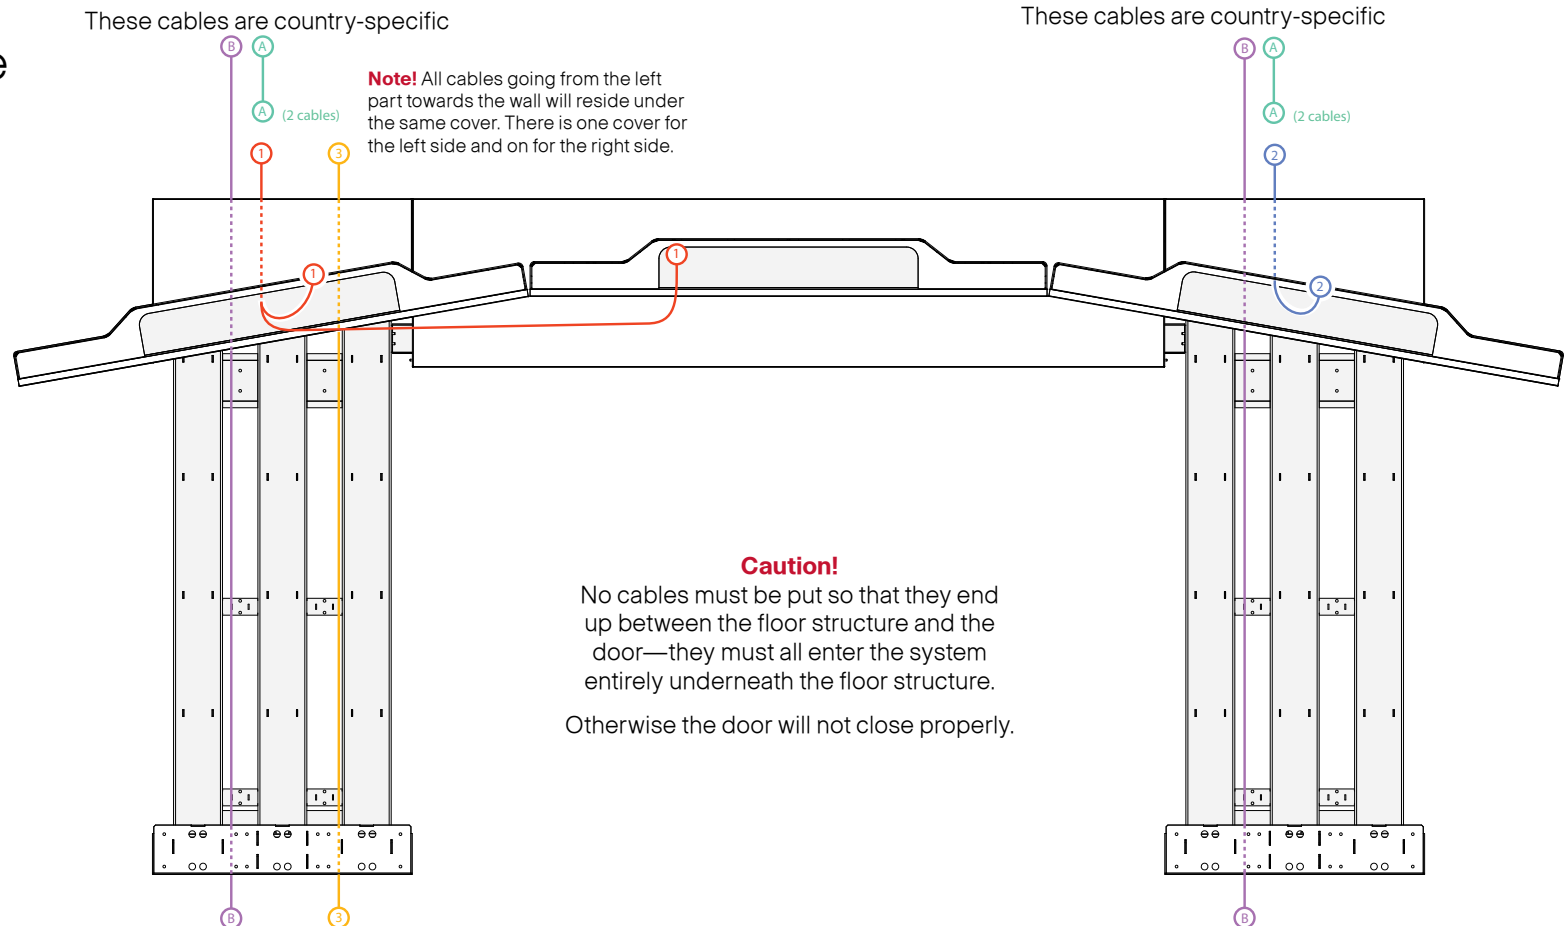 These cables are country-specific
These cables are country-specific
e
B
A
B
A
Note! All cables going from the left
part towards the wall will reside under
the same cover. There is one cover for
the left side and on for the right side.
A (2 cables)
A (2 cables)
1
3
2
1
1
2
Caution!
No cables must be put so that they end
up between the floor structure and the
door—they must all enter the system
entirely underneath the floor structure.
Otherwise the door will not close properly.
B
3
B